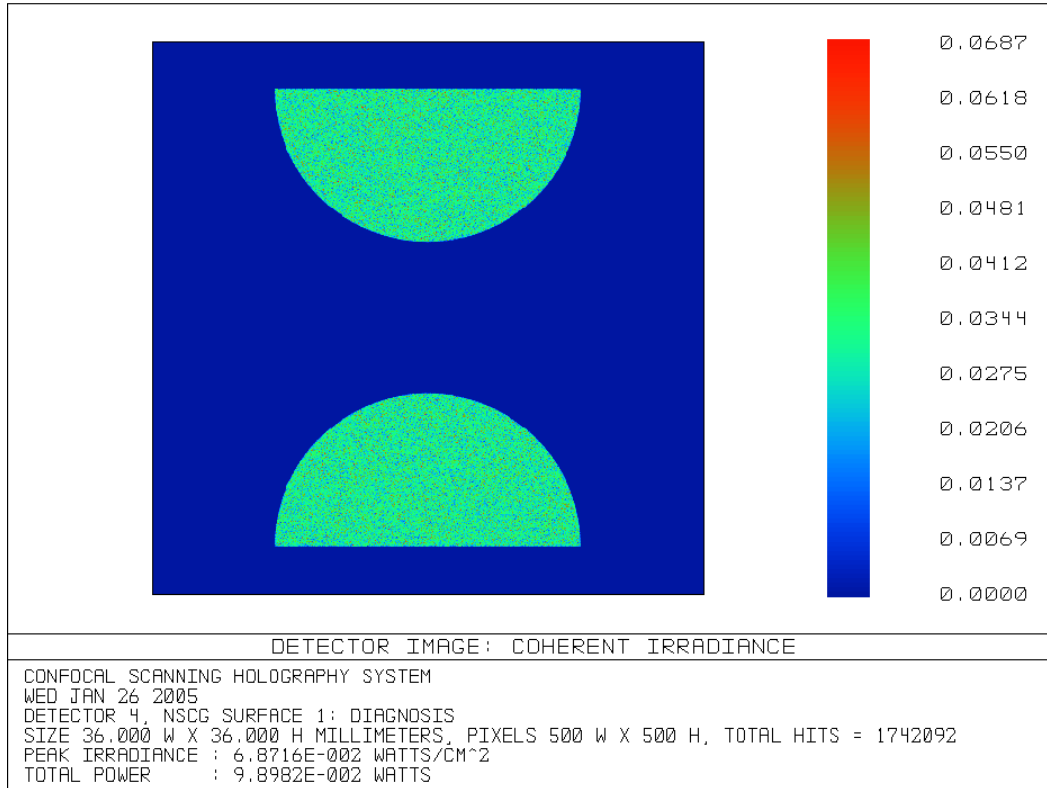 0.0687
0.0618
0.0550
0.0481
0.0412
0.0344
0.0275
0.0206
0.0137
0.0069
0.0000
DETECTOR IMAGE: COHERENT IRRADIANCE
CONFOCAL SCANNING HOLOGRAPHY SYSTEM
WED JAN 26 2005
DETECTOR 4, NSCG SURFACE 1: DIAGNOSIS
SIZE 36.000 W X 36.000 H MILLIMETERS, PIXELS 500 W X 500 H, TOTAL HITS = 1742092
PEAK IRRADIANCE : 6.8716E-002 WATTS/CM^2
TOTAL POWER : 9.8982E-002 WATTS